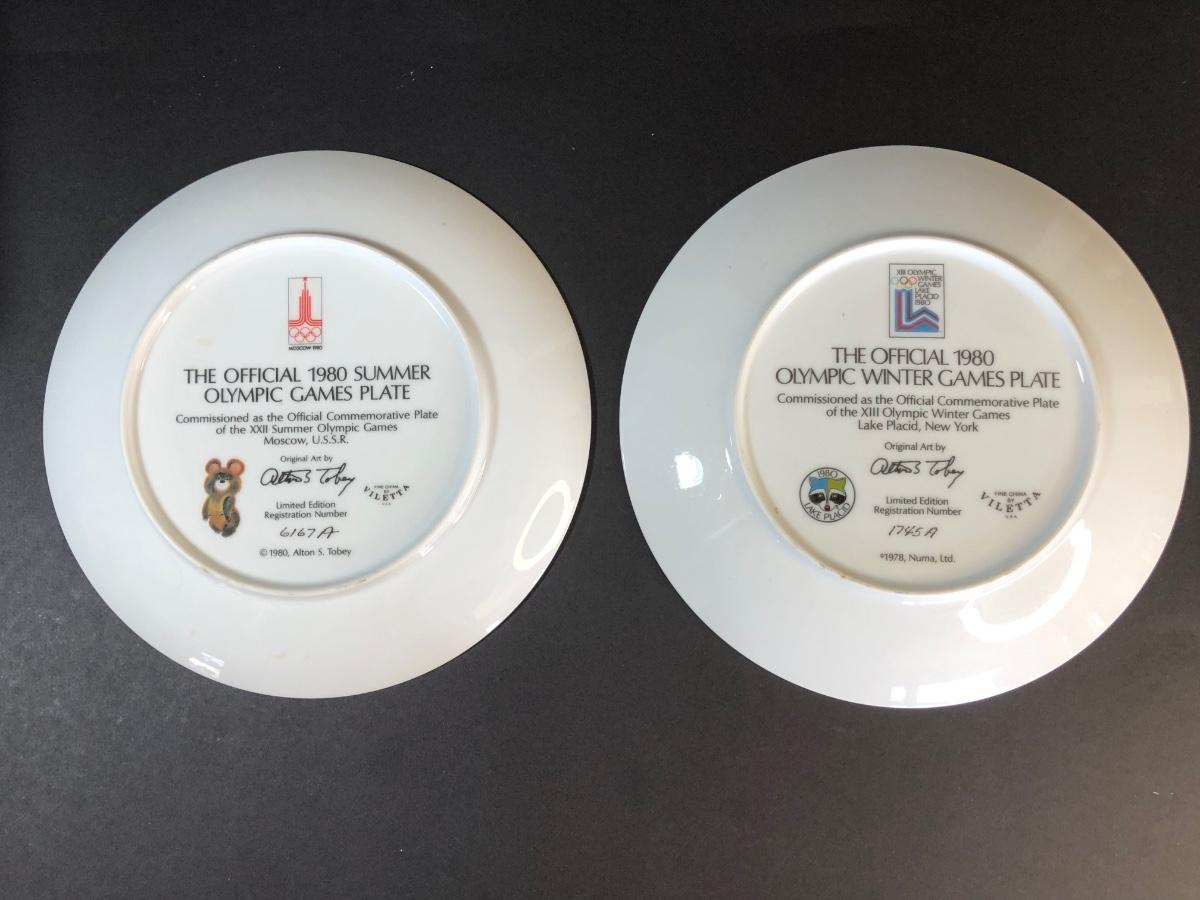 MOSCOW 1980
THE OFFICIAL 1980 SUMMER
OLYMPIC GAMES PLATE
Commissioned as the Official Commemorative Plate
of the XXII Summer Olympic Games
Moscow, U.S.S.R.
Original Art by
Alton S Tobey
FINE CHINA
BY
VILETTA
U.S.A.
Limited Edition
Registration Number
6167A
© 1980, Alton S. Tobey
XIII OLYMPIC
WINTER
GAMES
LAKE
PLACID
1980
THE OFFICIAL 1980
OLYMPIC WINTER GAMES PLATE
Commissioned as the Official Commemorative Plate
of the XIII Olympic Winter Games
Lake Placid, New York
Original Art by
Alton S Tobey
1980
LAKE PLACID
FINE CHINA
BY
VILETTA
U.S.A.
Limited Edition
Registration Number
1745A
©1978, Numa, Ltd.